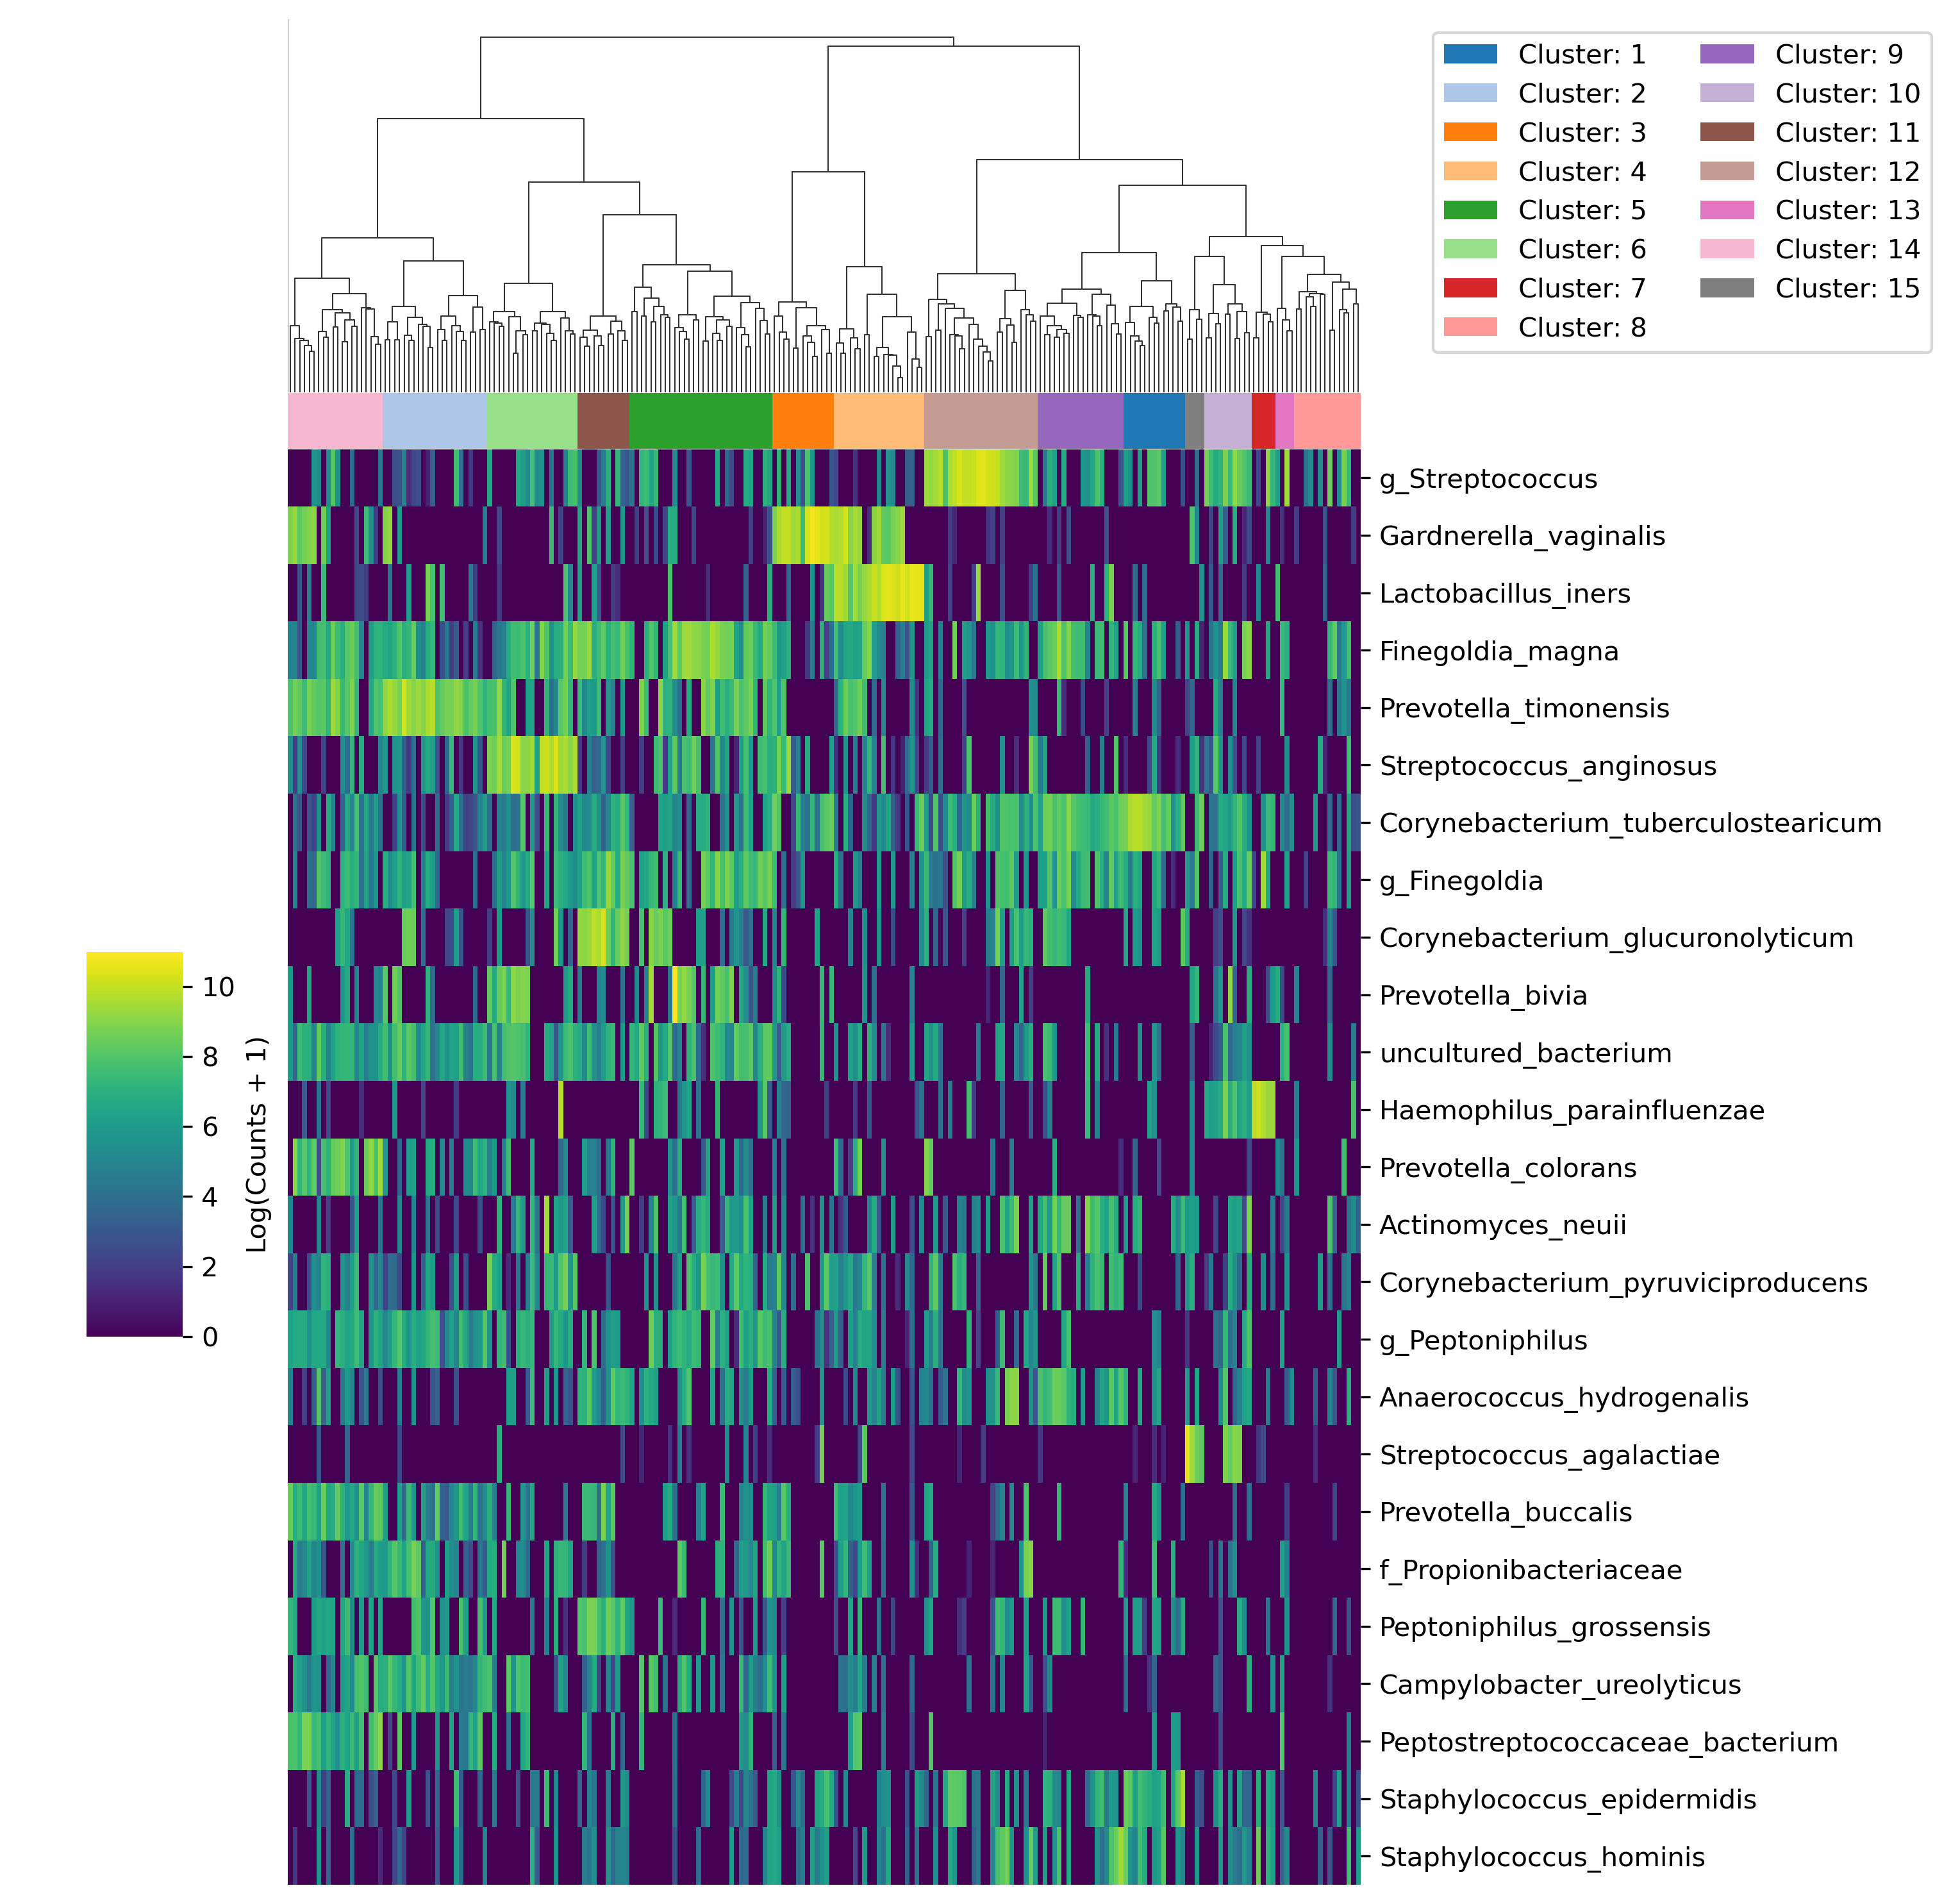 Cluster: 1
Cluster: 2
Cluster: 3
Cluster: 4
Cluster: 5
Cluster: 6
Cluster: 7
Cluster: 8
Cluster: 9
Cluster: 10
Cluster: 11
Cluster: 12
Cluster: 13
Cluster: 14
Cluster: 15
g_Streptococcus
Gardnerella_vaginalis
Lactobacillus_iners
Finegoldia_magna
Prevotella_timonensis
Streptococcus_anginosus
Corynebacterium_tuberculostearicum
g_Finegoldia
Corynebacterium_glucuronolyticum
Prevotella_bivia
uncultured_bacterium
Haemophilus_parainfluenzae
Prevotella_colorans
Actinomyces_neuii
Corynebacterium_pyruviciproducens
g_Peptoniphilus
Anaerococcus_hydrogenalis
Streptococcus_agalactiae
Prevotella_buccalis
f_Propionibacteriaceae
Peptoniphilus_grossensis
Campylobacter_ureolyticus
Peptostreptococcaceae_bacterium
Staphylococcus_epidermidis
Staphylococcus_hominis
10
8
6
4
2
0
Log(Counts + 1)